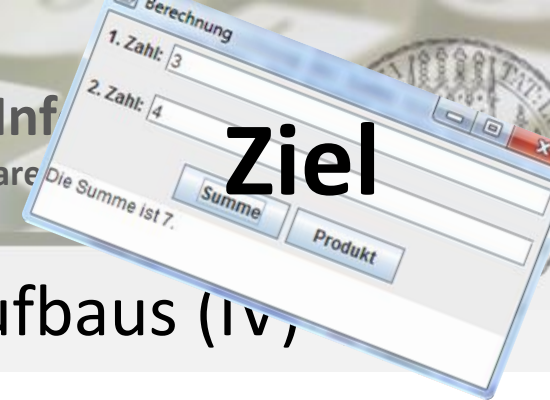 Berechnung
1. Zahl: 3
2. Zahl: 4
Ziel
Summe
Produkt
Die Summe ist 7.
Inf
are
ufbaus (IV)